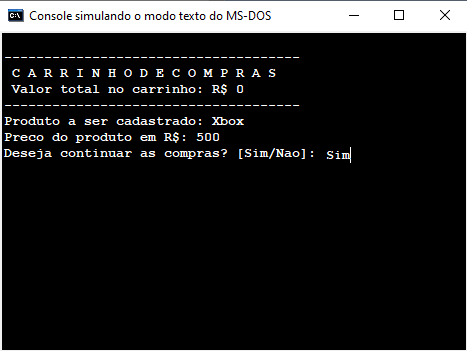 Console simulando o modo texto do MS-DOS
-------------------------------------
C A R R I N H O D E C O M P R A S
Valor total no carrinho: R$ 0
-------------------------------------
Produto a ser cadastrado: Xbox
Preco do produto em R$: 500
Deseja continuar as compras? [Sim/Nao]: Sim